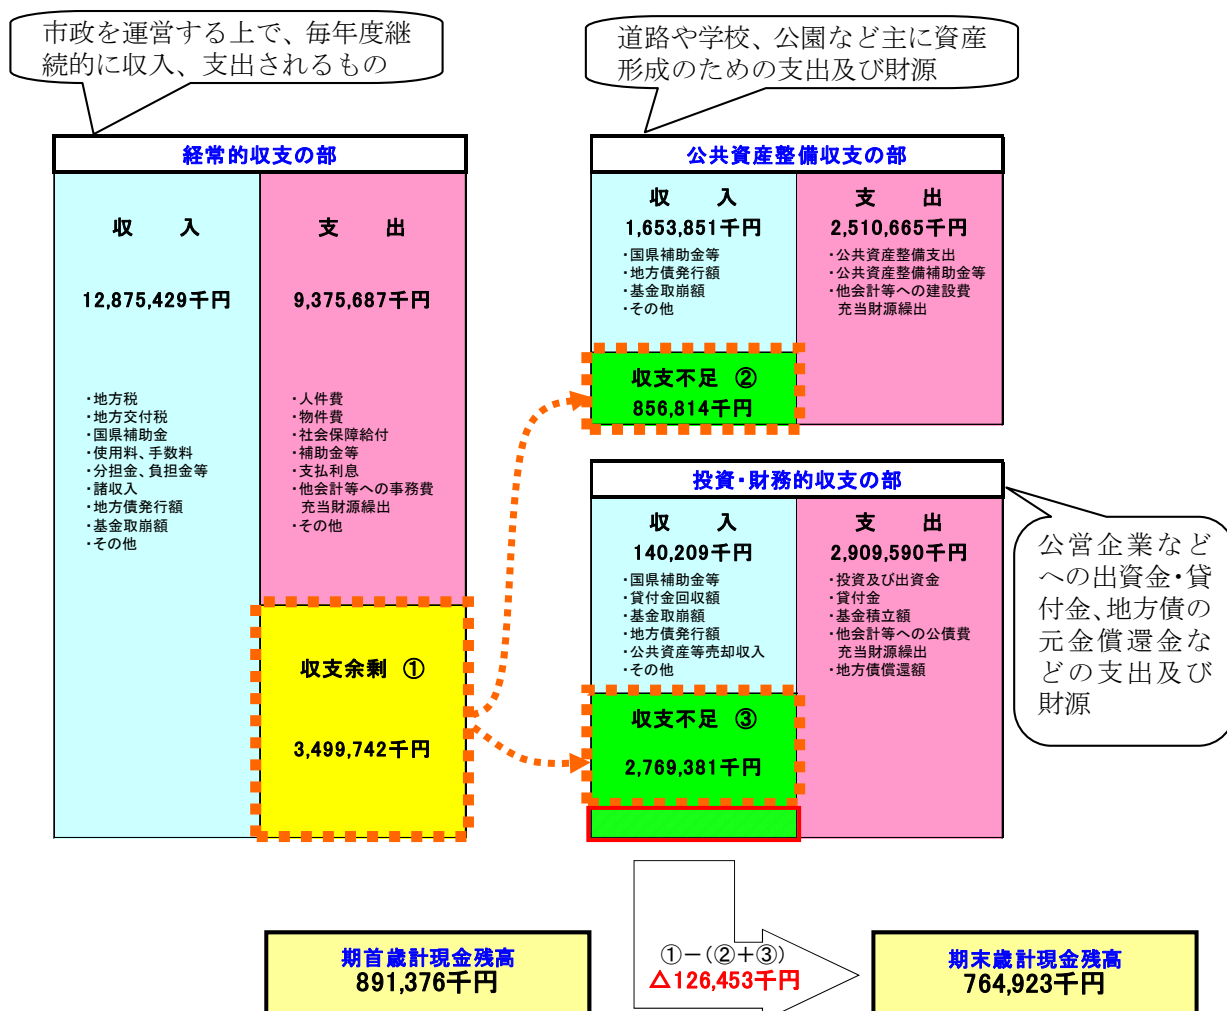 市政を運営する上で、毎年度継
続的に収入、支出されるもの
道路や学校、公園など主に資産
形成のための支出及び財源
経常的収支の部
収　入
12,875,429千円
・地方税
・地方交付税
・国県補助金
・使用料、手数料
・分担金、負担金等
・諸収入
・地方債発行額
・基金取崩額
・その他
支　出
9,375,687千円
・人件費
・物件費
・社会保障給付
・補助金等
・支払利息
・他会計等への事務費
充当財源繰出
・その他
収支余剰 ①
3,499,742千円
公共資産整備収支の部
収　入
1,653,851千円
・国県補助金等
・地方債発行額
・基金取崩額
・その他
収支不足 ②
856,814千円
支　出
2,510,665千円
・公共資産整備支出
・公共資産整備補助金等
・他会計等への建設費
充当財源繰出
投資・財務的収支の部
収　入
140,209千円
・国県補助金等
・貸付金回収額
・基金取崩額
・地方債発行額
・公共資産等売却収入
・その他
収支不足 ③
2,769,381千円
支　出
2,909,590千円
・投資及び出資金
・貸付金
・基金積立額
・他会計等への公債費
充当財源繰出
・地方債償還額
公営企業など
への出資金・貸
付金、地方債の
元金償還金な
どの支出及び
財源
期首歳計現金残高
891,376千円
①－(②＋③)
△126,453千円
期末歳計現金残高
764,923千円